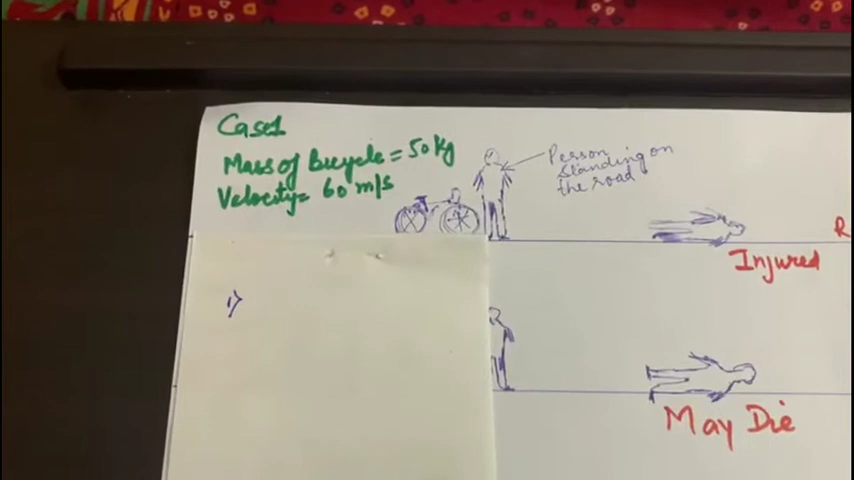 Case1
Mass of bicycle = 50 kg
Velocity = 60 m/s
Person
standing on
the road
R
Injured
1)
May Die